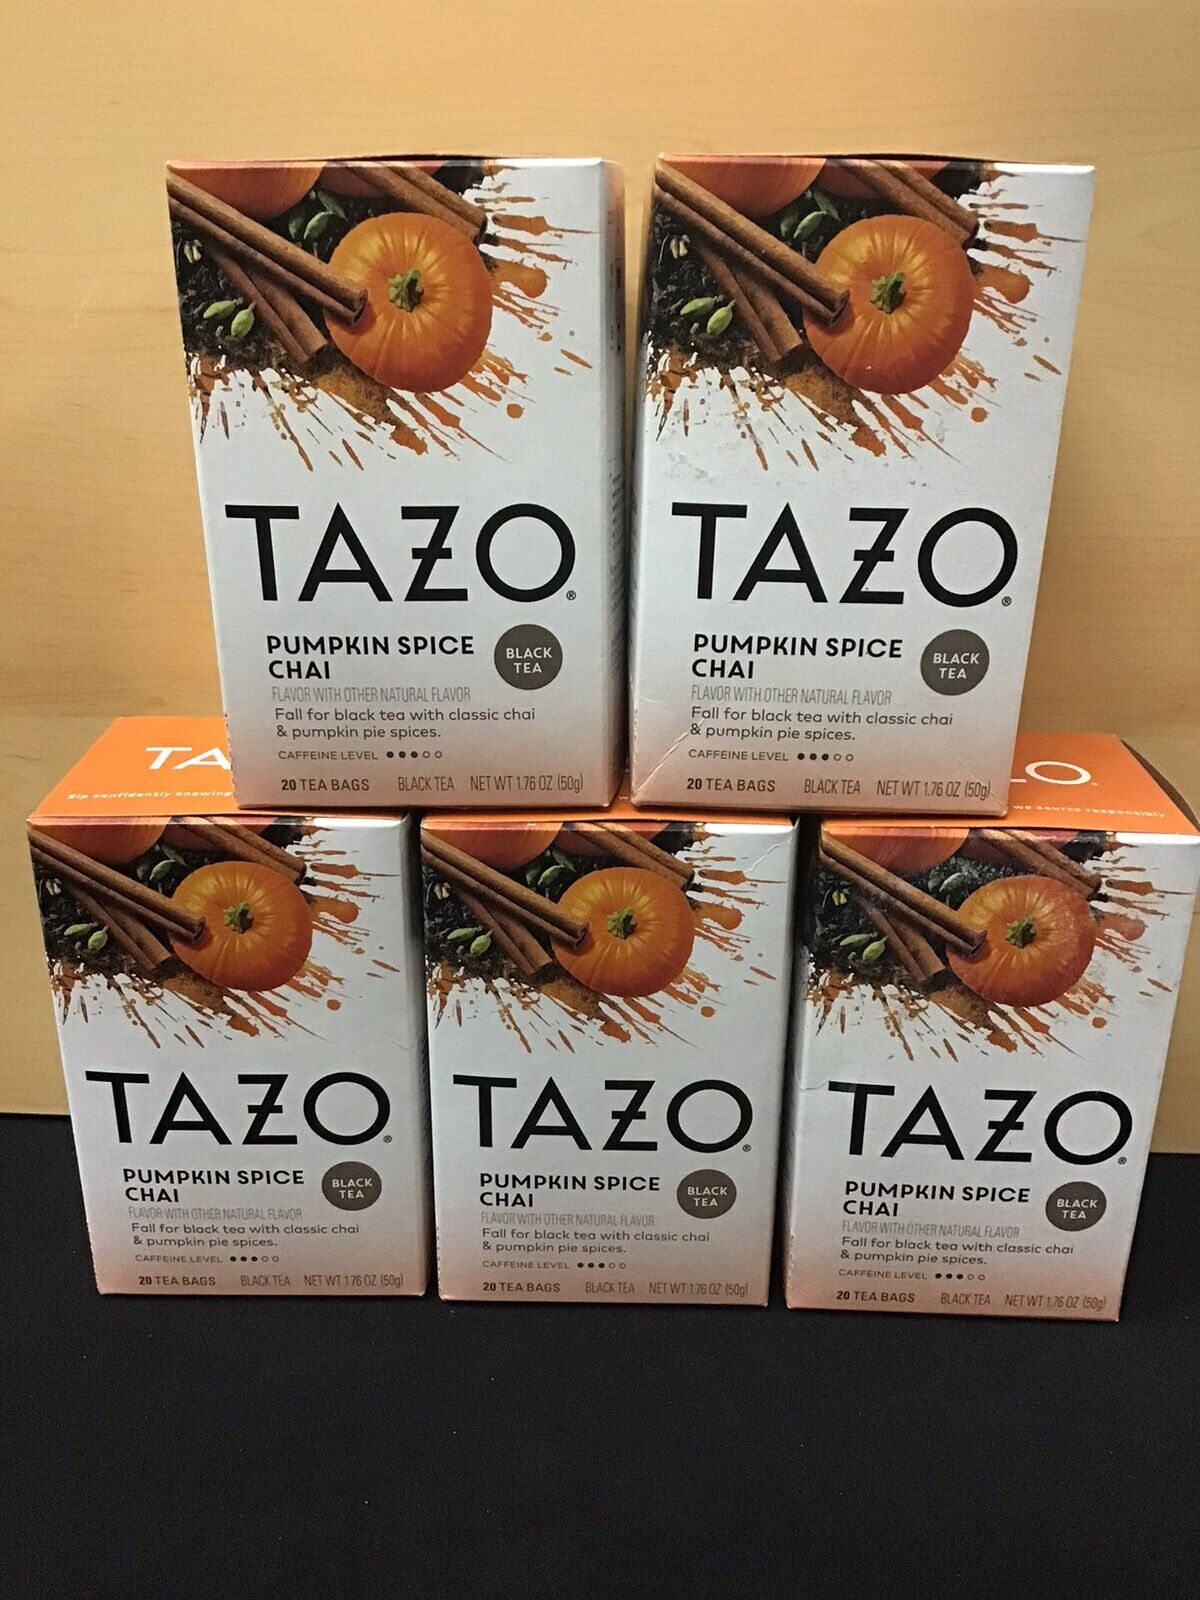 TAZO®
PUMPKIN SPICE
CHAI
BLACK
TEA
FLAVOR WITH OTHER NATURAL FLAVOR
Fall for black tea with classic chai
& pumpkin pie spices.
CAFFEINE LEVEL
20 TEA BAGS BLACK TEA NET WT 1.76 OZ (50g)
TAZO®
PUMPKIN SPICE
CHAI
BLACK
TEA
FLAVOR WITH OTHER NATURAL FLAVOR
Fall for black tea with classic chai
& pumpkin pie spices.
CAFFEINE LEVEL
20 TEA BAGS BLACK TEA NET WT 1.76 OZ (50g)
TA
Sip confidently knowing
ZO.
we source responsibly.
TAZO®
PUMPKIN SPICE
CHAI
BLACK
TEA
FLAVOR WITH OTHER NATURAL FLAVOR
Fall for black tea with classic chai
& pumpkin pie spices.
CAFFEINE LEVEL
20 TEA BAGS BLACK TEA NET WT 1.76 OZ (50g)
TAZO®
PUMPKIN SPICE
CHAI
BLACK
TEA
FLAVOR WITH OTHER NATURAL FLAVOR
Fall for black tea with classic chai
& pumpkin pie spices.
CAFFEINE LEVEL
20 TEA BAGS BLACK TEA NET WT 1.76 OZ (50g)
TAZO®
PUMPKIN SPICE
CHAI
BLACK
TEA
FLAVOR WITH OTHER NATURAL FLAVOR
Fall for black tea with classic chai
& pumpkin pie spices.
CAFFEINE LEVEL
20 TEA BAGS BLACK TEA NET WT 1.76 OZ (50g)